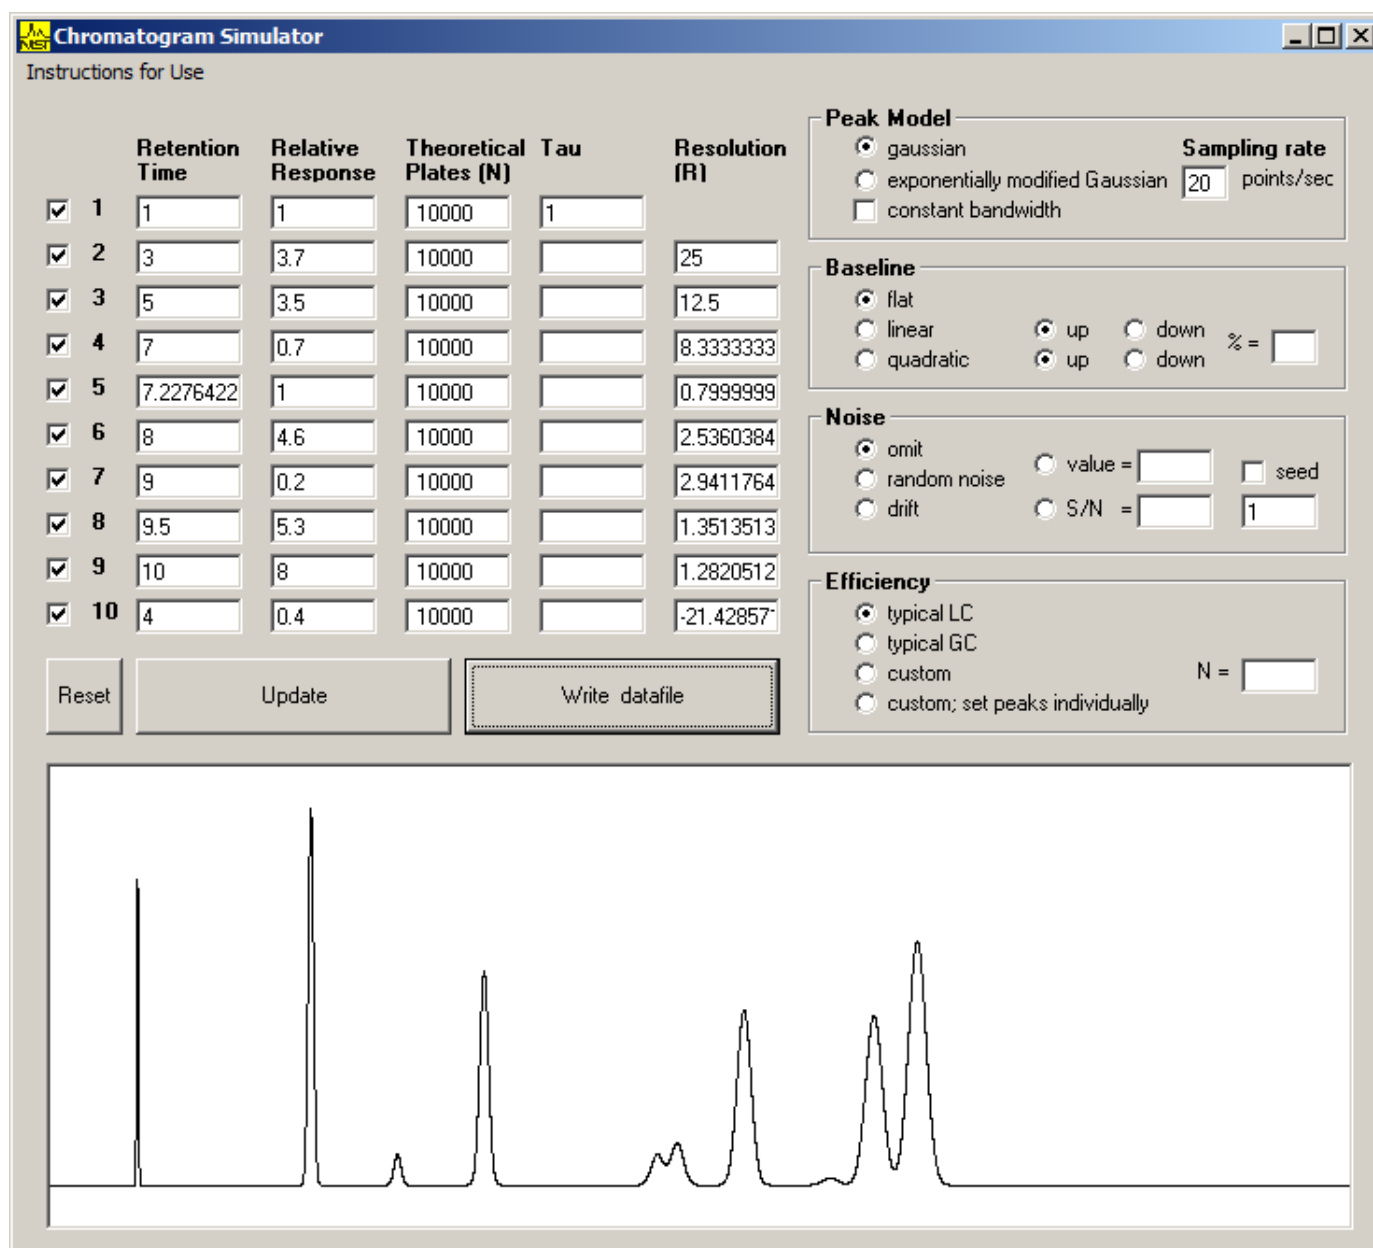 NIST Chromatogram Simulator
Instructions for Use
Retention Time Relative Response Theoretical Plates (N) Tau Resolution (R)
1 1 1 10000 1
2 3 3.7 10000 25
3 5 3.5 10000 12.5
4 7 0.7 10000 8.3333333
5 7.2276422 1 10000 0.7999999
6 8 4.6 10000 2.5360384
7 9 0.2 10000 2.9411764
8 9.5 5.3 10000 1.3513513
9 10 8 10000 1.2820512
10 4 0.4 10000 -21.42857
Reset Update Write datafile
Peak Model
gaussian Sampling rate
exponentially modified Gaussian 20 points/sec
constant bandwidth
Baseline
flat
linear up down % =
quadratic up down
Noise
omit value = seed
random noise
drift S/N = 1
Efficiency
typical LC
typical GC
custom N =
custom; set peaks individually